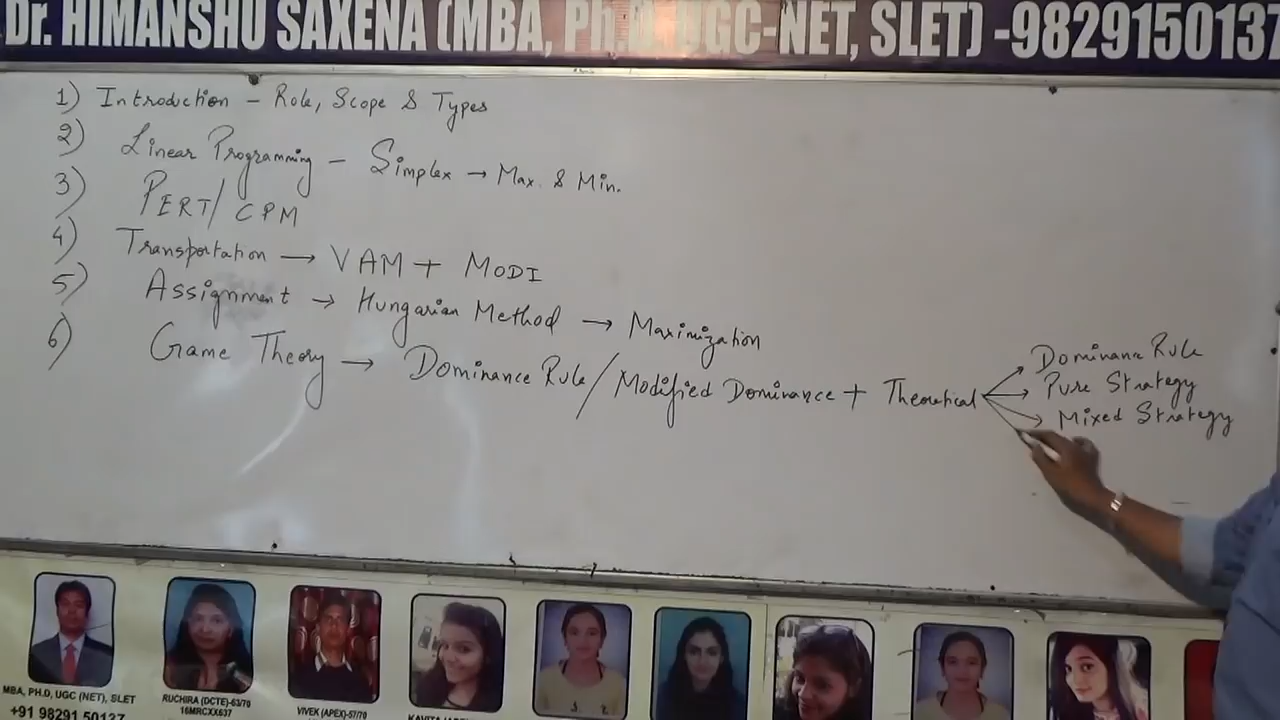 Dr. HIMANSHU SAXENA (MBA, Ph.D, UGC-NET, SLET) -9829150137
1) Introduction - Role, Scope & Types
2) Linear Programming - Simplex → Max. & Min.
3) PERT/CPM
4) Transportation → VAM + MODI
5) Assignment → Hungarian Method → Maximization
6) Game Theory → Dominance Rule/Modified Dominance + Theoretical
Dominance Rule
Pure Strategy
Mixed Strategy
MBA, PH.D, UGC (NET), SLET
+91 98291 50137
RUCHIRA (DCTE)-63/70
16MRCXX637
VIVEK (APEX)-57/70